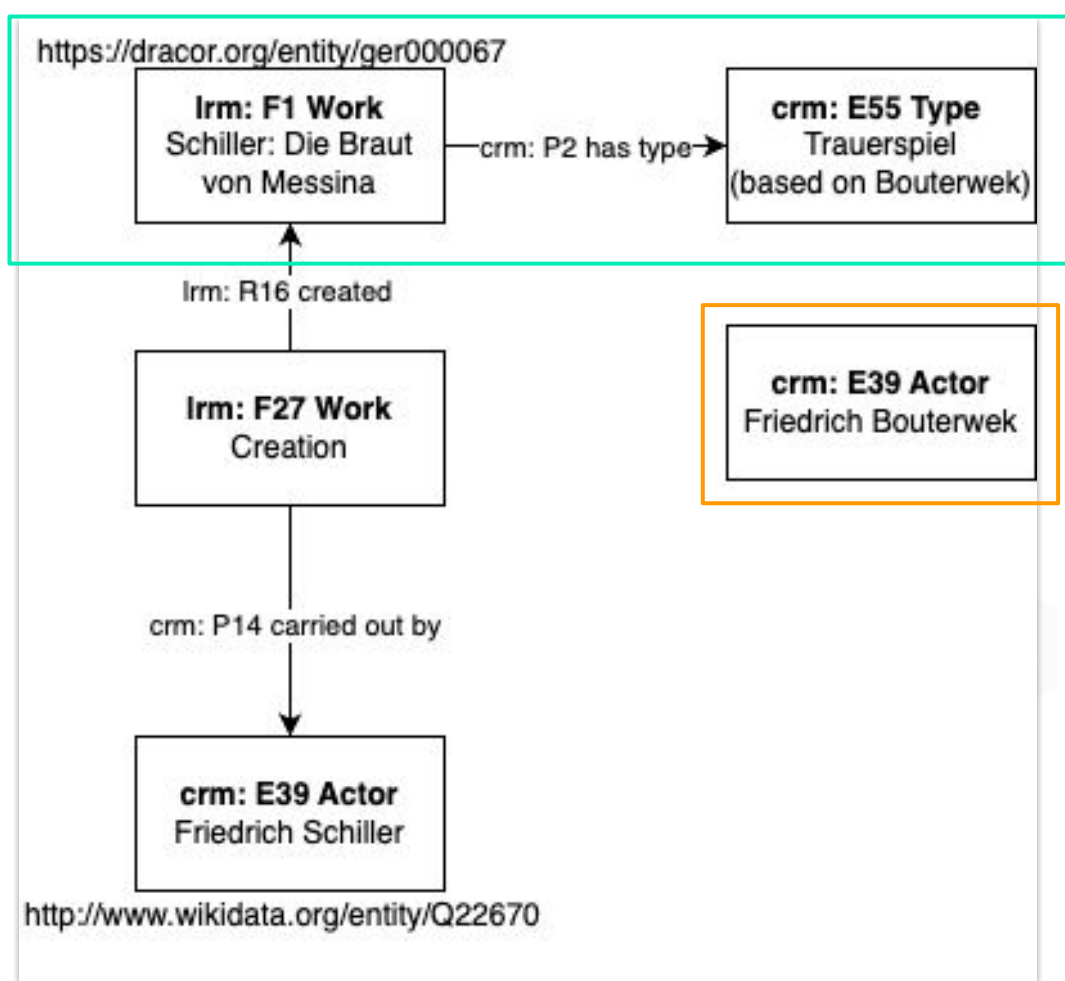 https://dracor.org/entity/ger000067
lrm: F1 Work
Schiller: Die Braut
von Messina
crm: P2 has type
crm: E55 Type
Trauerspiel
(based on Bouterwek)
lrm: R16 created
lrm: F27 Work
Creation
crm: E39 Actor
Friedrich Bouterwek
crm: P14 carried out by
crm: E39 Actor
Friedrich Schiller
http://www.wikidata.org/entity/Q22670